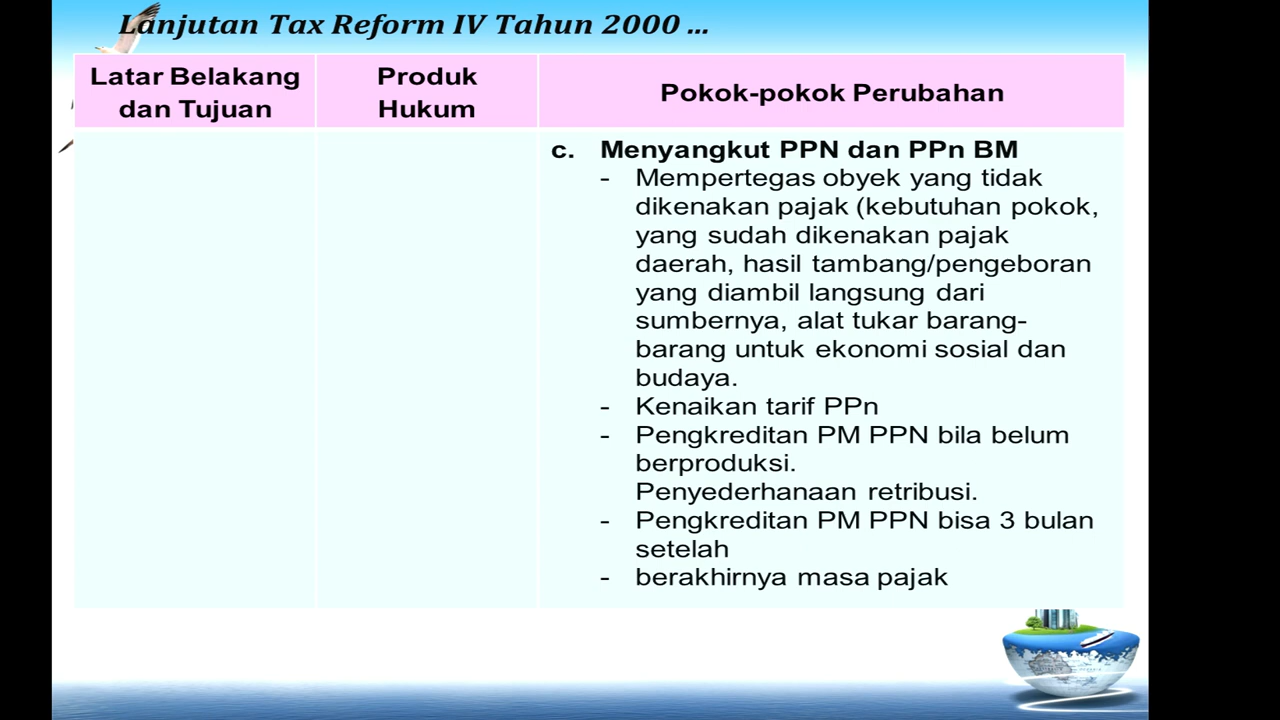 Lanjutan Tax Reform IV Tahun 2000 ...
Latar Belakang
dan Tujuan
Produk
Hukum
Pokok-pokok Perubahan
c. Menyangkut PPN dan PPn BM
- Mempertegas obyek yang tidak
dikenakan pajak (kebutuhan pokok,
yang sudah dikenakan pajak
daerah, hasil tambang/pengeboran
yang diambil langsung dari
sumbernya, alat tukar barang-
barang untuk ekonomi sosial dan
budaya.
- Kenaikan tarif PPn
- Pengkreditan PM PPN bila belum
berproduksi.
Penyederhanaan retribusi.
- Pengkreditan PM PPN bisa 3 bulan
setelah
- berakhirnya masa pajak